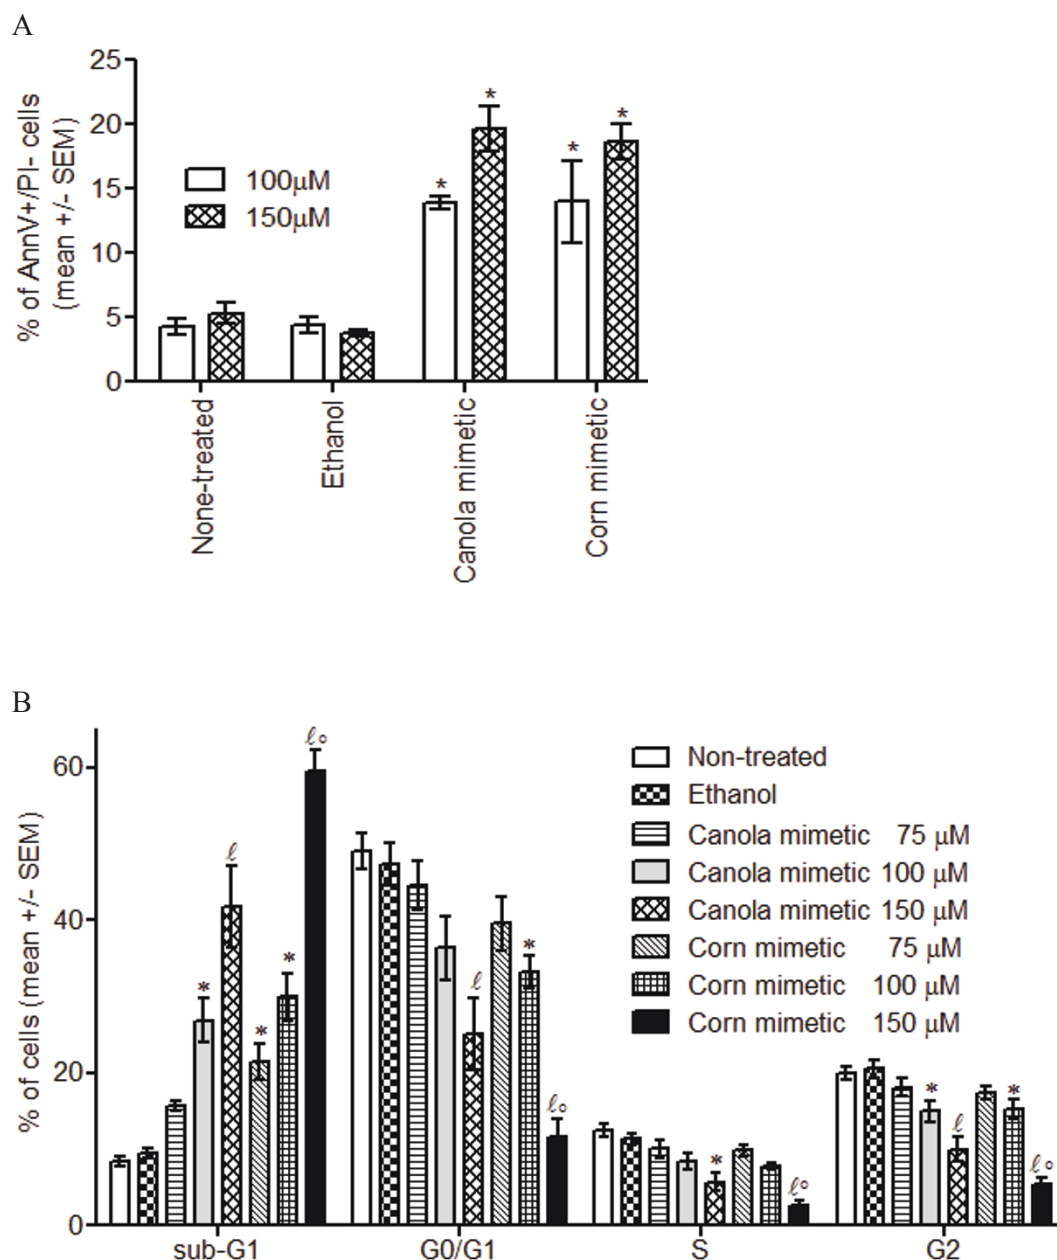 A
% of AnnV+/PI- cells
(mean +/- SEM)
25
20
15
10
5
0
100µM
150µM
*
*
*
*
None-treated
Ethanol
Canola mimetic
Corn mimetic
B
% of cells (mean +/- SEM)
60
40
20
0
Non-treated
Ethanol
Canola mimetic 75 µM
Canola mimetic 100 µM
Canola mimetic 150 µM
Corn mimetic 75 µM
Corn mimetic 100 µM
Corn mimetic 150 µM
*
ℓ
*
*
ℓ∘
ℓ
*
ℓ∘
*
ℓ∘
*
ℓ
*
ℓ∘
sub-G1
G0/G1
S
G2